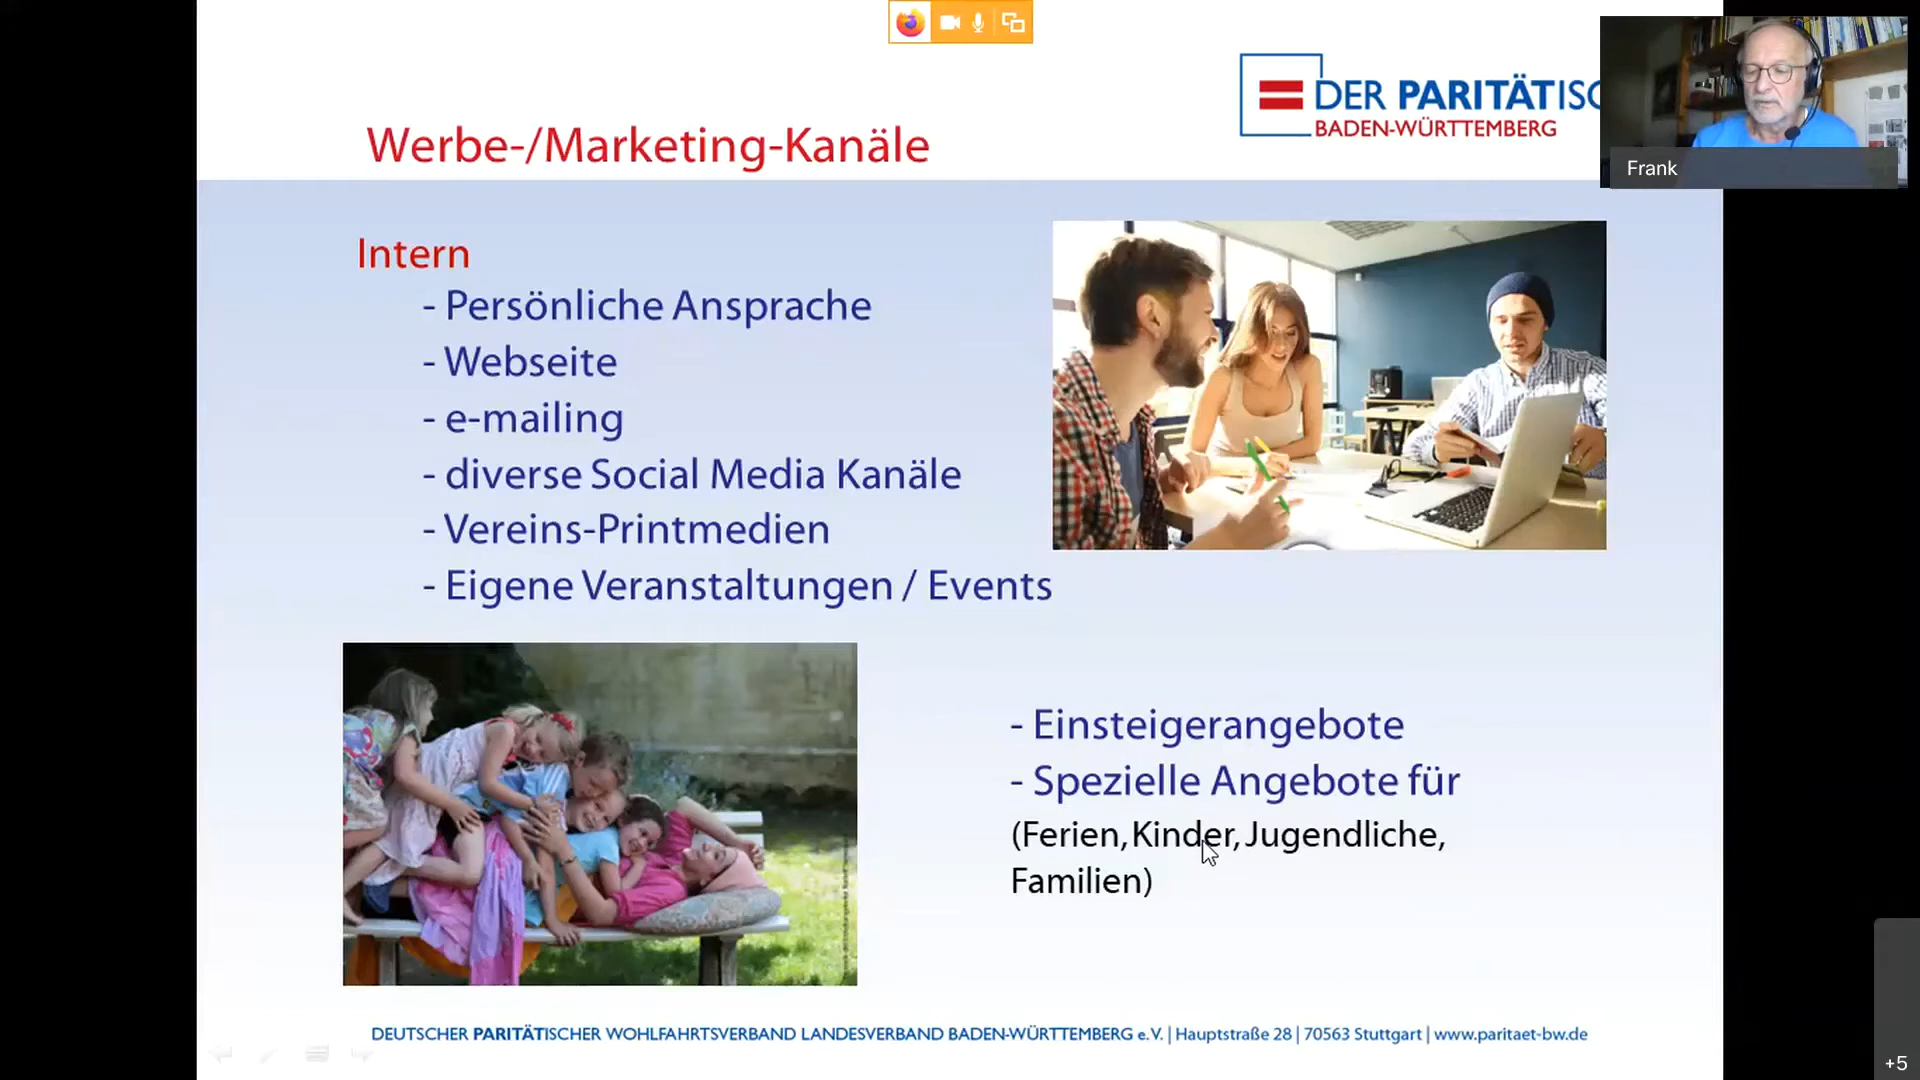 DER PARITÄTISC
BADEN-WÜRTTEMBERG
Frank
Werbe-/Marketing-Kanäle
Intern
- Persönliche Ansprache
- Webseite
- e-mailing
- diverse Social Media Kanäle
- Vereins-Printmedien
- Eigene Veranstaltungen / Events
- Einsteigerangebote
- Spezielle Angebote für
(Ferien, Kinder, Jugendliche,
Familien)
DEUTSCHER PARITÄTISCHER WOHLFAHRTSVERBAND LANDESVERBAND BADEN-WÜRTTEMBERG e.V. | Hauptstraße 28 | 70563 Stuttgart | www.paritaet-bw.de
+5